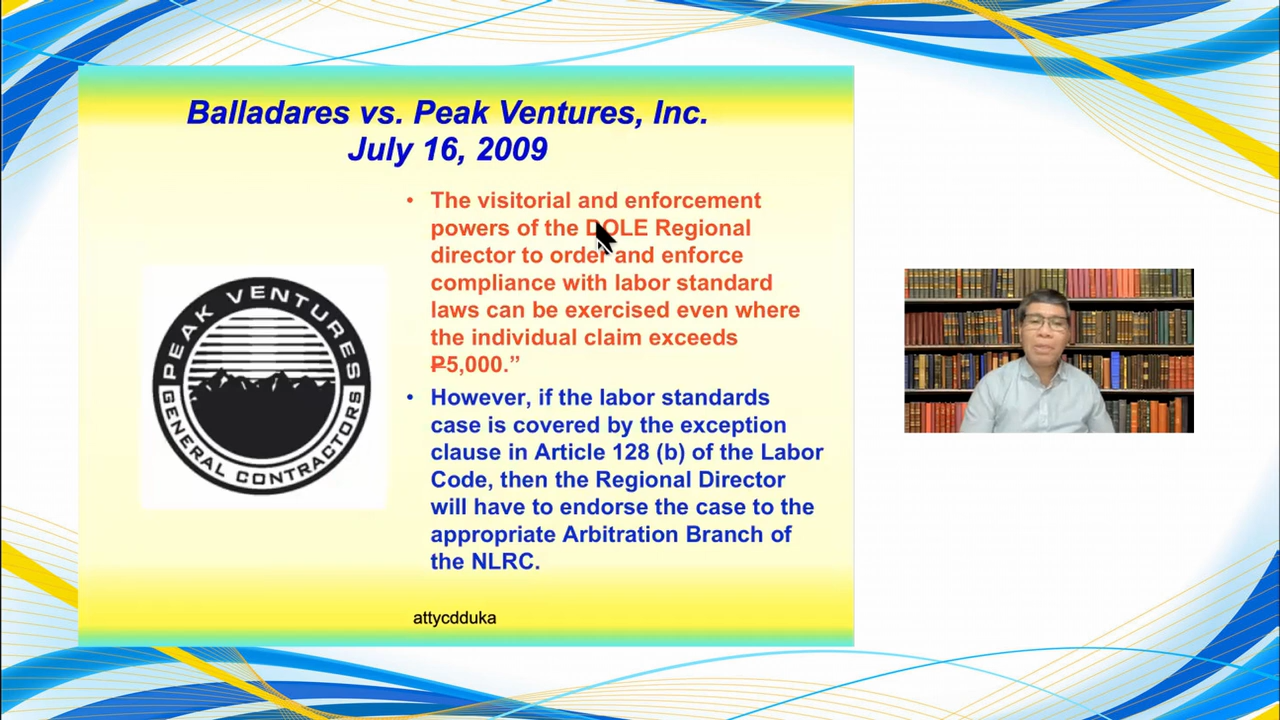 Balladares vs. Peak Ventures, Inc.
July 16, 2009
• The visitorial and enforcement
powers of the DOLE Regional
director to order and enforce
compliance with labor standard
laws can be exercised even where
the individual claim exceeds
₱5,000.”
• However, if the labor standards
case is covered by the exception
clause in Article 128 (b) of the Labor
Code, then the Regional Director
will have to endorse the case to the
appropriate Arbitration Branch of
the NLRC.
PEAK VENTURES
GENERAL CONTRACTORS
attycdduka